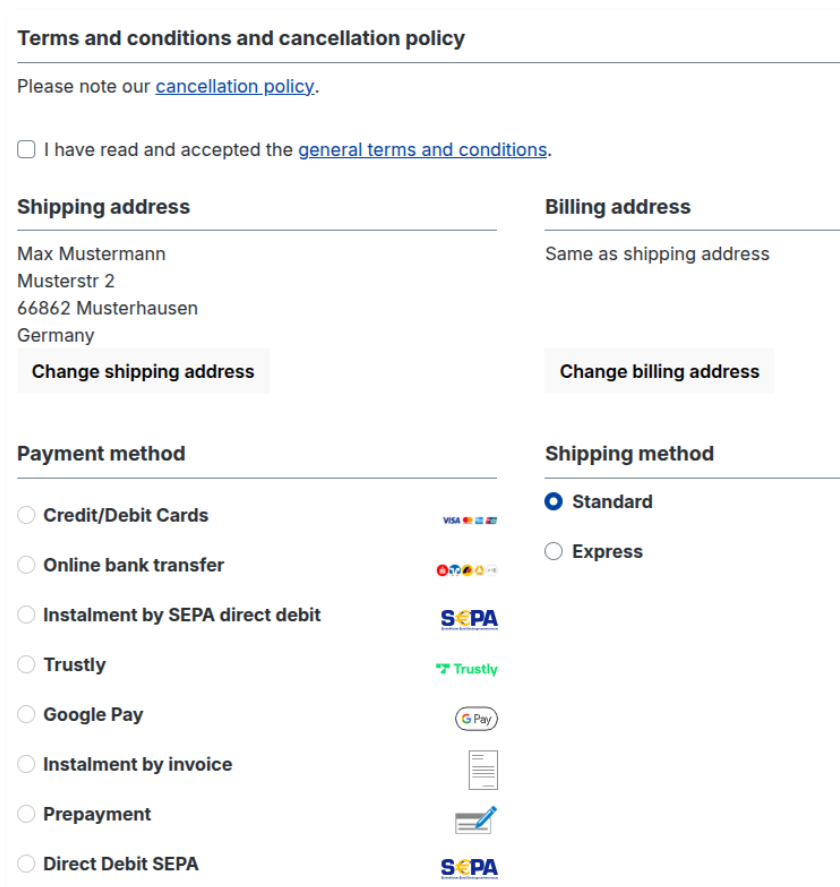 Terms and conditions and cancellation policy
Please note our cancellation policy.
I have read and accepted the general terms and conditions.
Shipping address
Max Mustermann
Musterstr 2
66862 Musterhausen
Germany
Change shipping address
Billing address
Same as shipping address
Change billing address
Payment method
Credit/Debit Cards
VISA
Online bank transfer
Instalment by SEPA direct debit
S€PA
Trustly
Trustly
Google Pay
G Pay
Instalment by invoice
Prepayment
Direct Debit SEPA
S€PA
Shipping method
Standard
Express